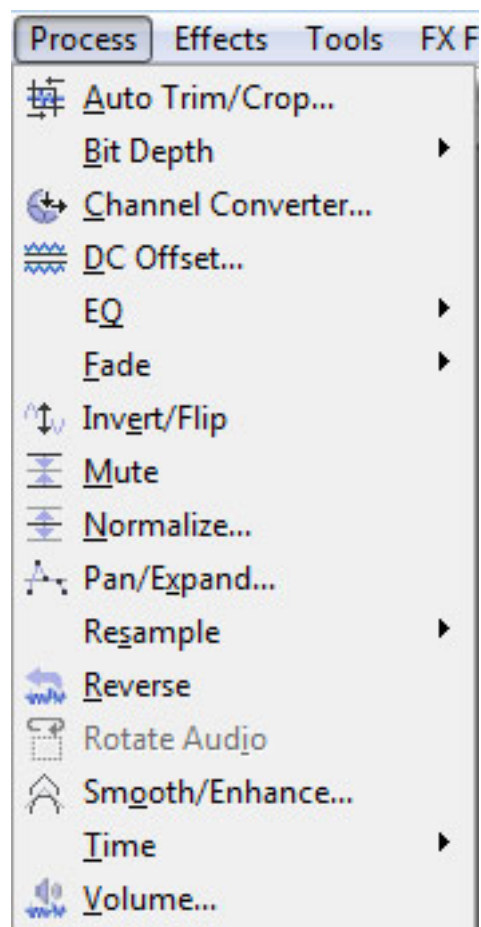 Process Effects Tools FX F
Auto Trim/Crop...
Bit Depth
Channel Converter...
DC Offset...
EQ
Fade
Invert/Flip
Mute
Normalize...
Pan/Expand...
Resample
Reverse
Rotate Audio
Smooth/Enhance...
Time
Volume...